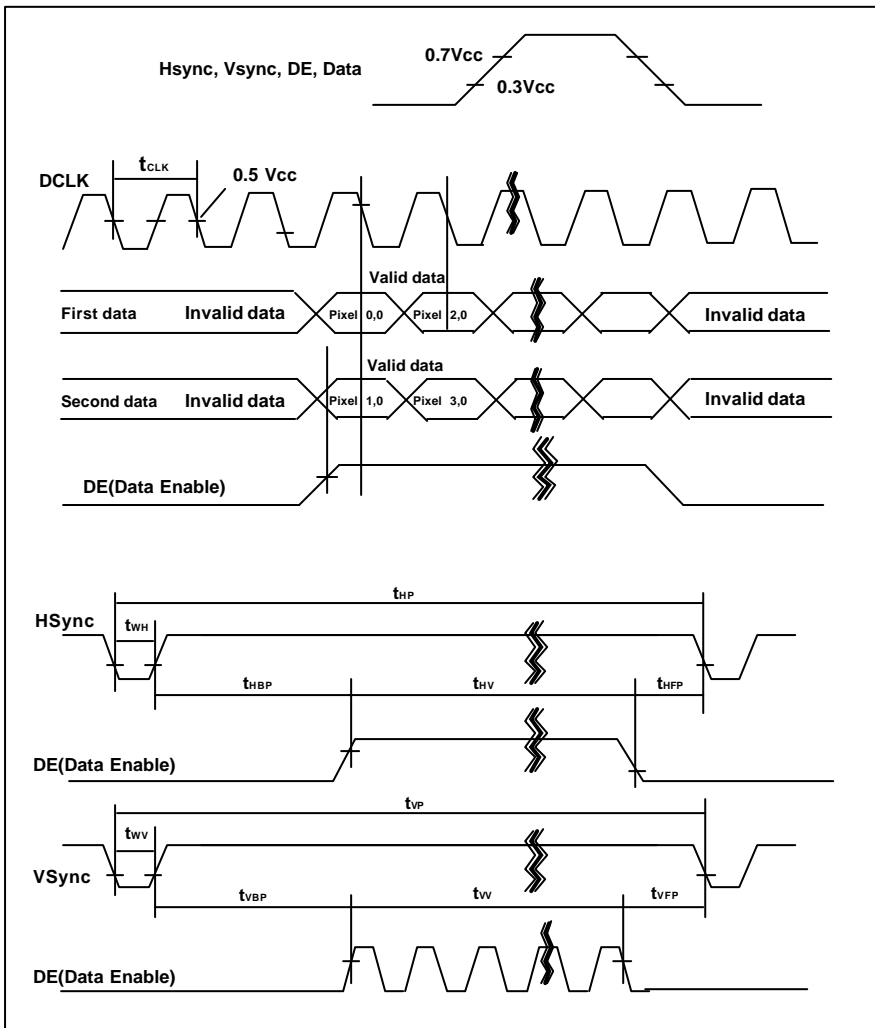 0.7Vcc
Hsync, Vsync, DE, Data
0.3Vcc
tCLK
DCLK
0.5 Vcc
Valid data
First data Invalid data Pixel 0,0 Pixel 2,0 Invalid data
Valid data
Second data Invalid data Pixel 1,0 Pixel 3,0 Invalid data
DE(Data Enable)
tHP
HSync
tWH
tHBP tHV tHFP
DE(Data Enable)
tVP
tWV
VSync
tVBP tVV tVFP
DE(Data Enable)